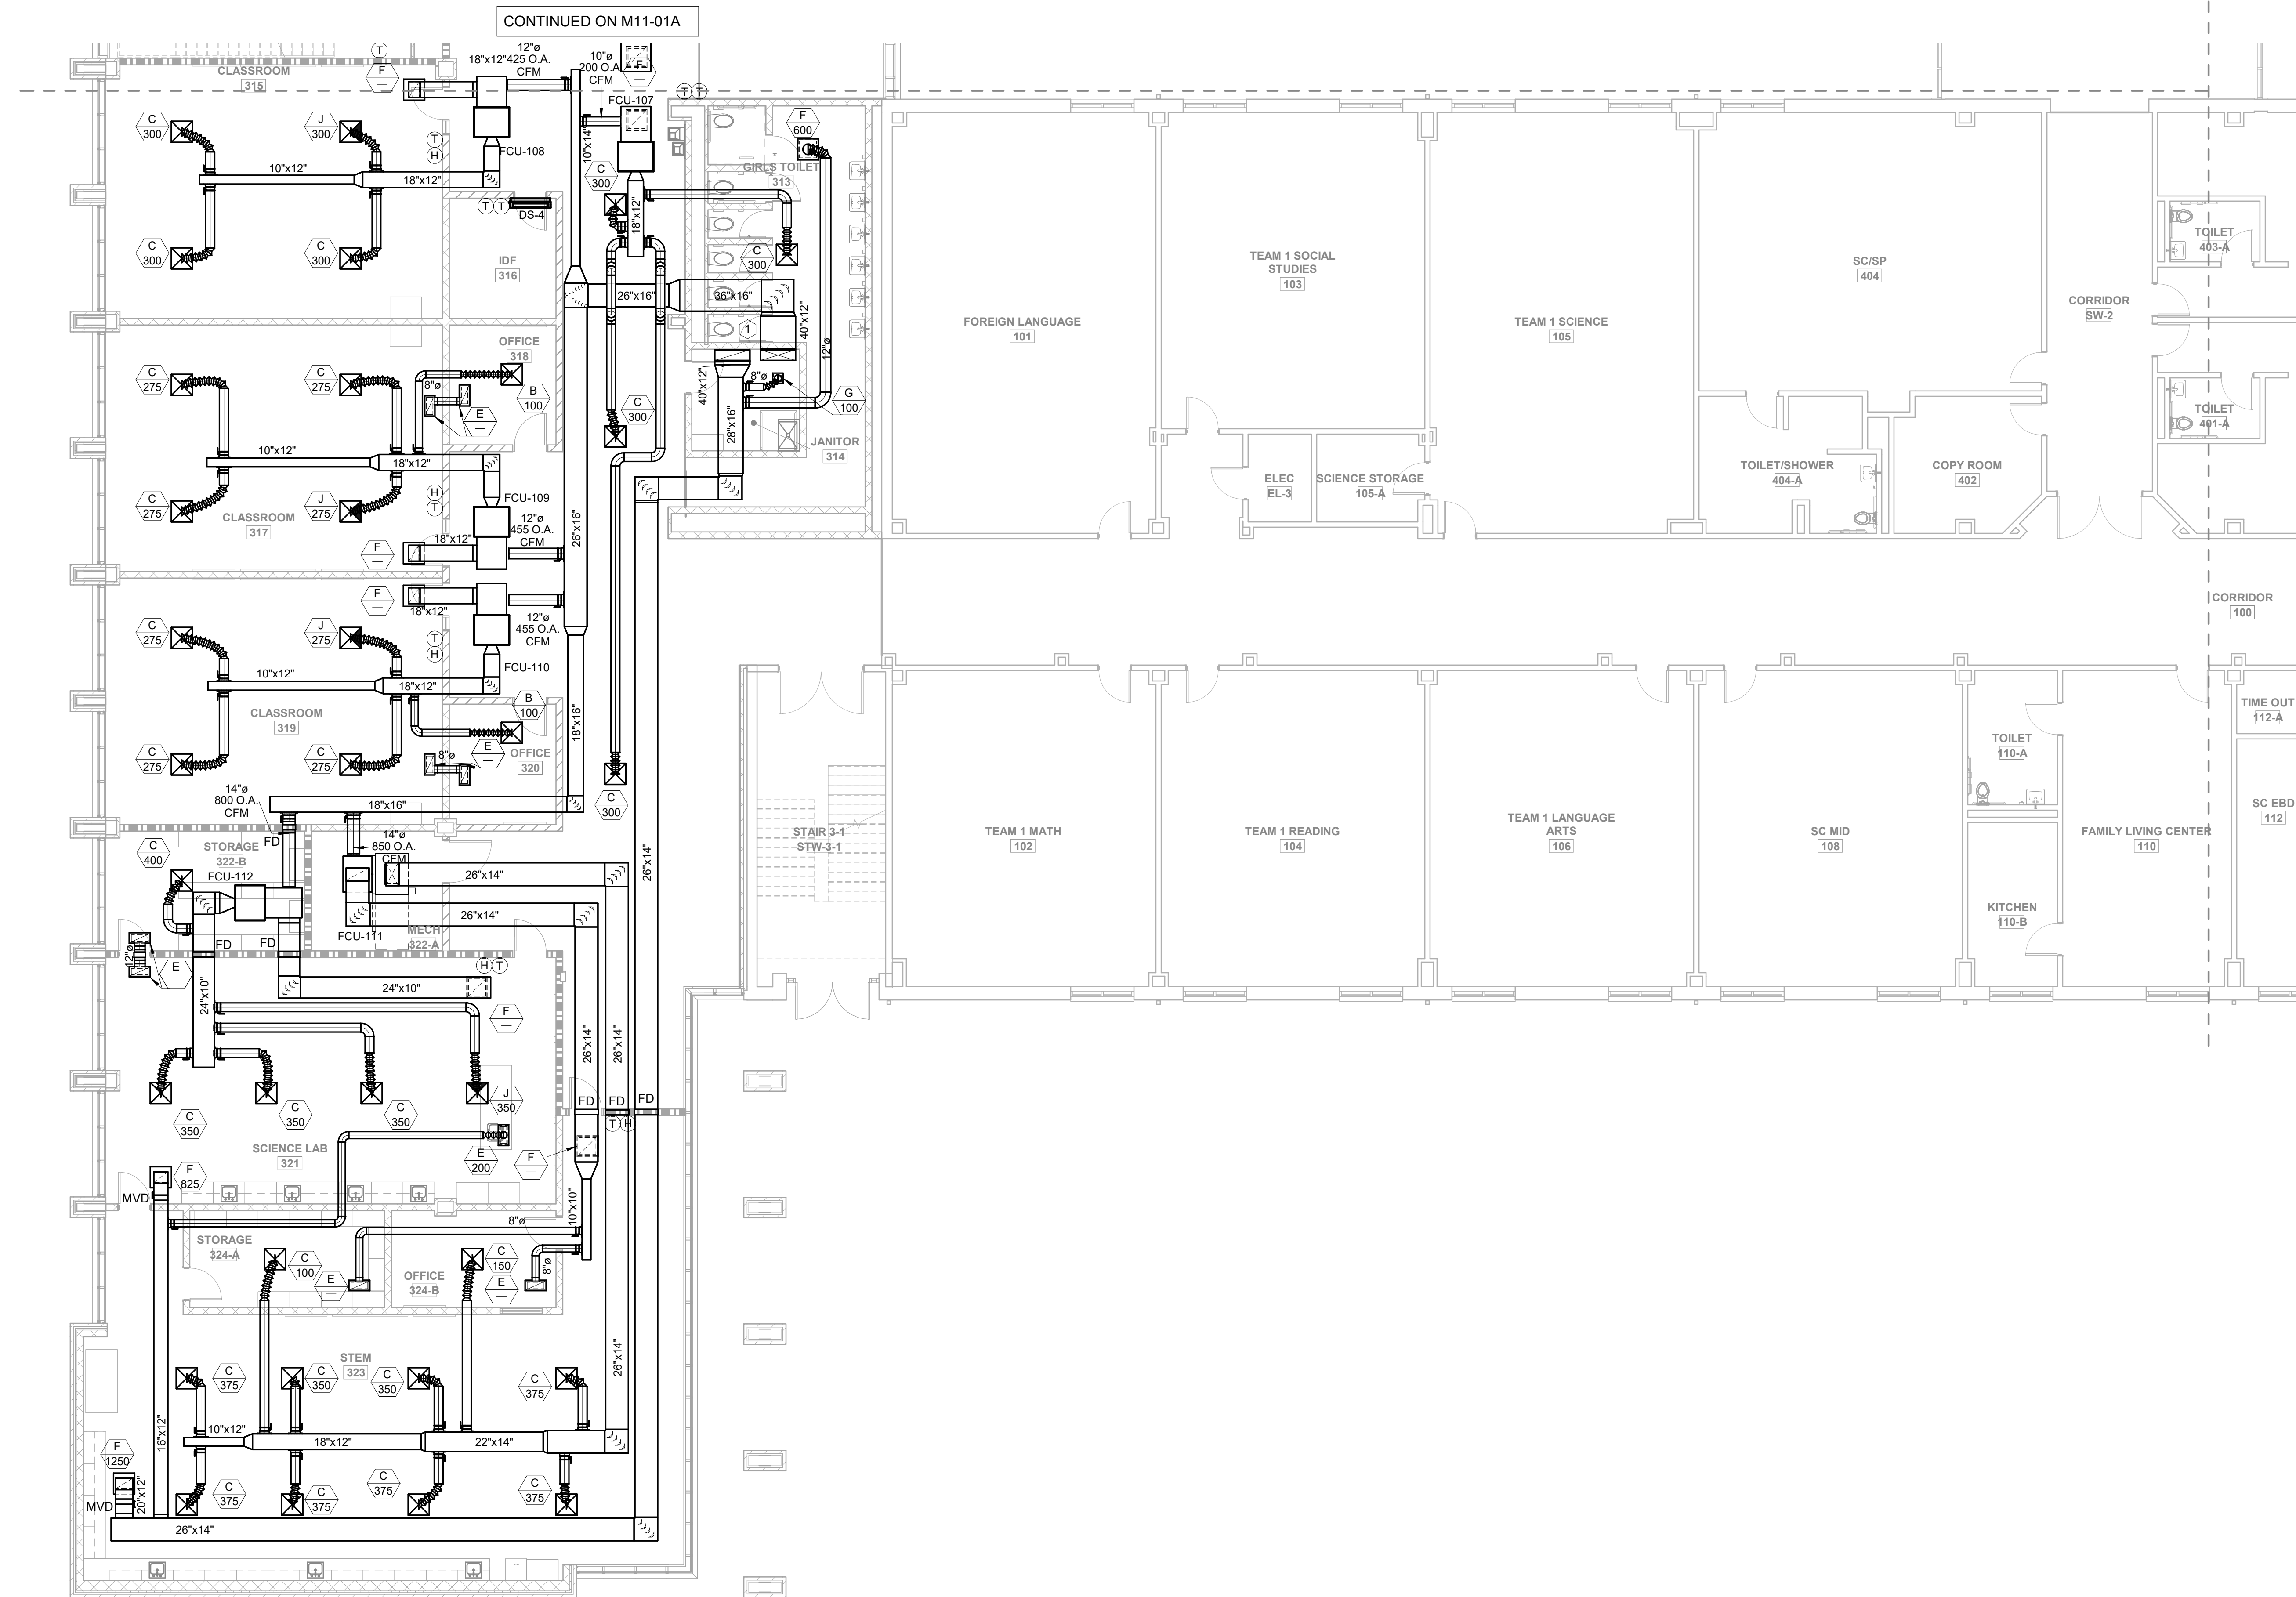 CONTINUED ON M11-01A
CLASSROOM
315
T
F
18"x12"
12"ø
425 O.A.
CFM
10"ø
200 O.A.
CFM
F
FCU-107
T T
C
300
J
300
T
H
FCU-108
10"x14"
10"x12"
18"x12"
C
300
C
300
C
300
18"x12"
GIRLS TOILET
313
F
600
T T
DS-4
C
300
C
300
IDF
316
26"x16"
36"x16"
40"x12"
12"ø
1
OFFICE
318
C
275
C
275
8"ø
B
100
E
40"x12"
8"ø
G
100
C
300
28"x16"
JANITOR
314
10"x12"
18"x12"
C
275
J
275
H
T
FCU-109
CLASSROOM
317
12"ø
455 O.A.
CFM
18"x12"
F
26"x16"
F
18"x12"
12"ø
455 O.A.
CFM
C
275
J
275
T
H
FCU-110
10"x12"
18"x12"
CLASSROOM
319
B
100
E
8"ø
OFFICE
320
18"x16"
C
275
C
275
14"ø
800 O.A.
CFM
18"x16"
C
300
FD
STORAGE
322-B
14"ø
850 O.A.
CFM
C
400
FCU-112
26"x14"
26"x14"
26"x14"
FCU-111
MECH
322-A
FD
FD
12"ø
E
H T
24"x10"
24"x10"
F
26"x14"
26"x14"
FD
FD
FD
T H
C
350
C
350
C
350
J
350
SCIENCE LAB
321
E
200
F
F
825
MVD
10"x10"
8"ø
STORAGE
324-A
C
100
E
OFFICE
324-B
C
150
E
8"ø
STEM
323
C
375
C
350
C
350
C
375
26"x14"
16"x12"
10"x12"
18"x12"
22"x14"
F
1250
MVD
20"x12"
C
375
C
375
C
375
C
375
26"x14"
FOREIGN LANGUAGE
101
TEAM 1 SOCIAL
STUDIES
103
TEAM 1 SCIENCE
105
SC/SP
404
CORRIDOR
SW-2
TOILET
403-A
TOILET
401-A
ELEC
EL-3
SCIENCE STORAGE
105-A
TOILET/SHOWER
404-A
COPY ROOM
402
CORRIDOR
100
STAIR 3-1
STW-3-1
TEAM 1 MATH
102
TEAM 1 READING
104
TEAM 1 LANGUAGE
ARTS
106
SC MID
108
TOILET
110-A
KITCHEN
110-B
FAMILY LIVING CENTER
110
TIME OUT
112-A
SC EBD
112